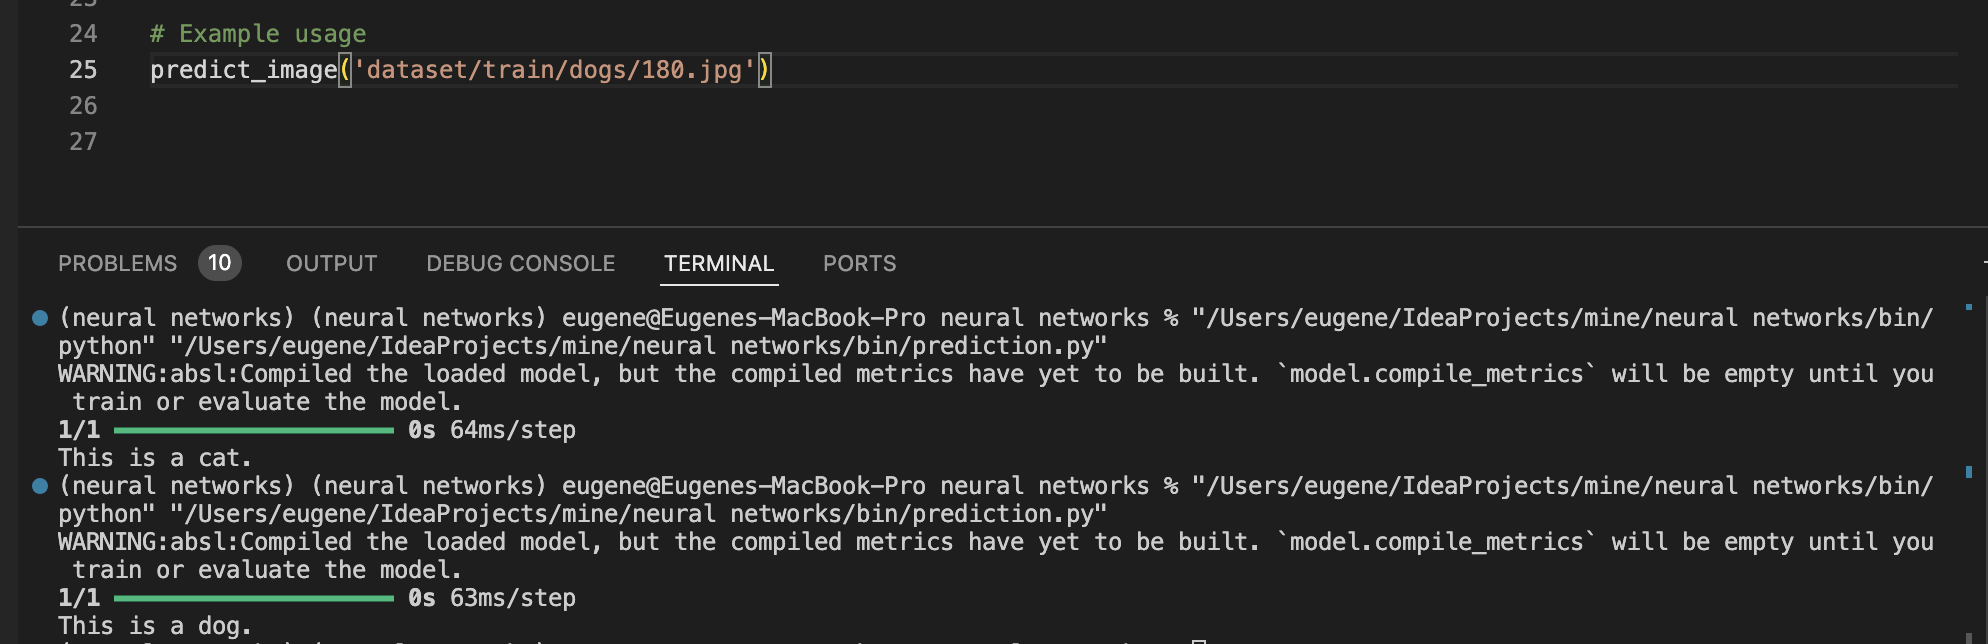 23
24 # Example usage
25 predict_image('dataset/train/dogs/180.jpg')
26
27
PROBLEMS 10 OUTPUT DEBUG CONSOLE TERMINAL PORTS
(neural networks) (neural networks) eugene@Eugenes-MacBook-Pro neural networks % "/Users/eugene/IdeaProjects/mine/neural networks/bin/
python" "/Users/eugene/IdeaProjects/mine/neural networks/bin/prediction.py"
WARNING:absl:Compiled the loaded model, but the compiled metrics have yet to be built. `model.compile_metrics` will be empty until you
train or evaluate the model.
1/1 0s 64ms/step
This is a cat.
(neural networks) (neural networks) eugene@Eugenes-MacBook-Pro neural networks % "/Users/eugene/IdeaProjects/mine/neural networks/bin/
python" "/Users/eugene/IdeaProjects/mine/neural networks/bin/prediction.py"
WARNING:absl:Compiled the loaded model, but the compiled metrics have yet to be built. `model.compile_metrics` will be empty until you
train or evaluate the model.
1/1 0s 63ms/step
This is a dog.